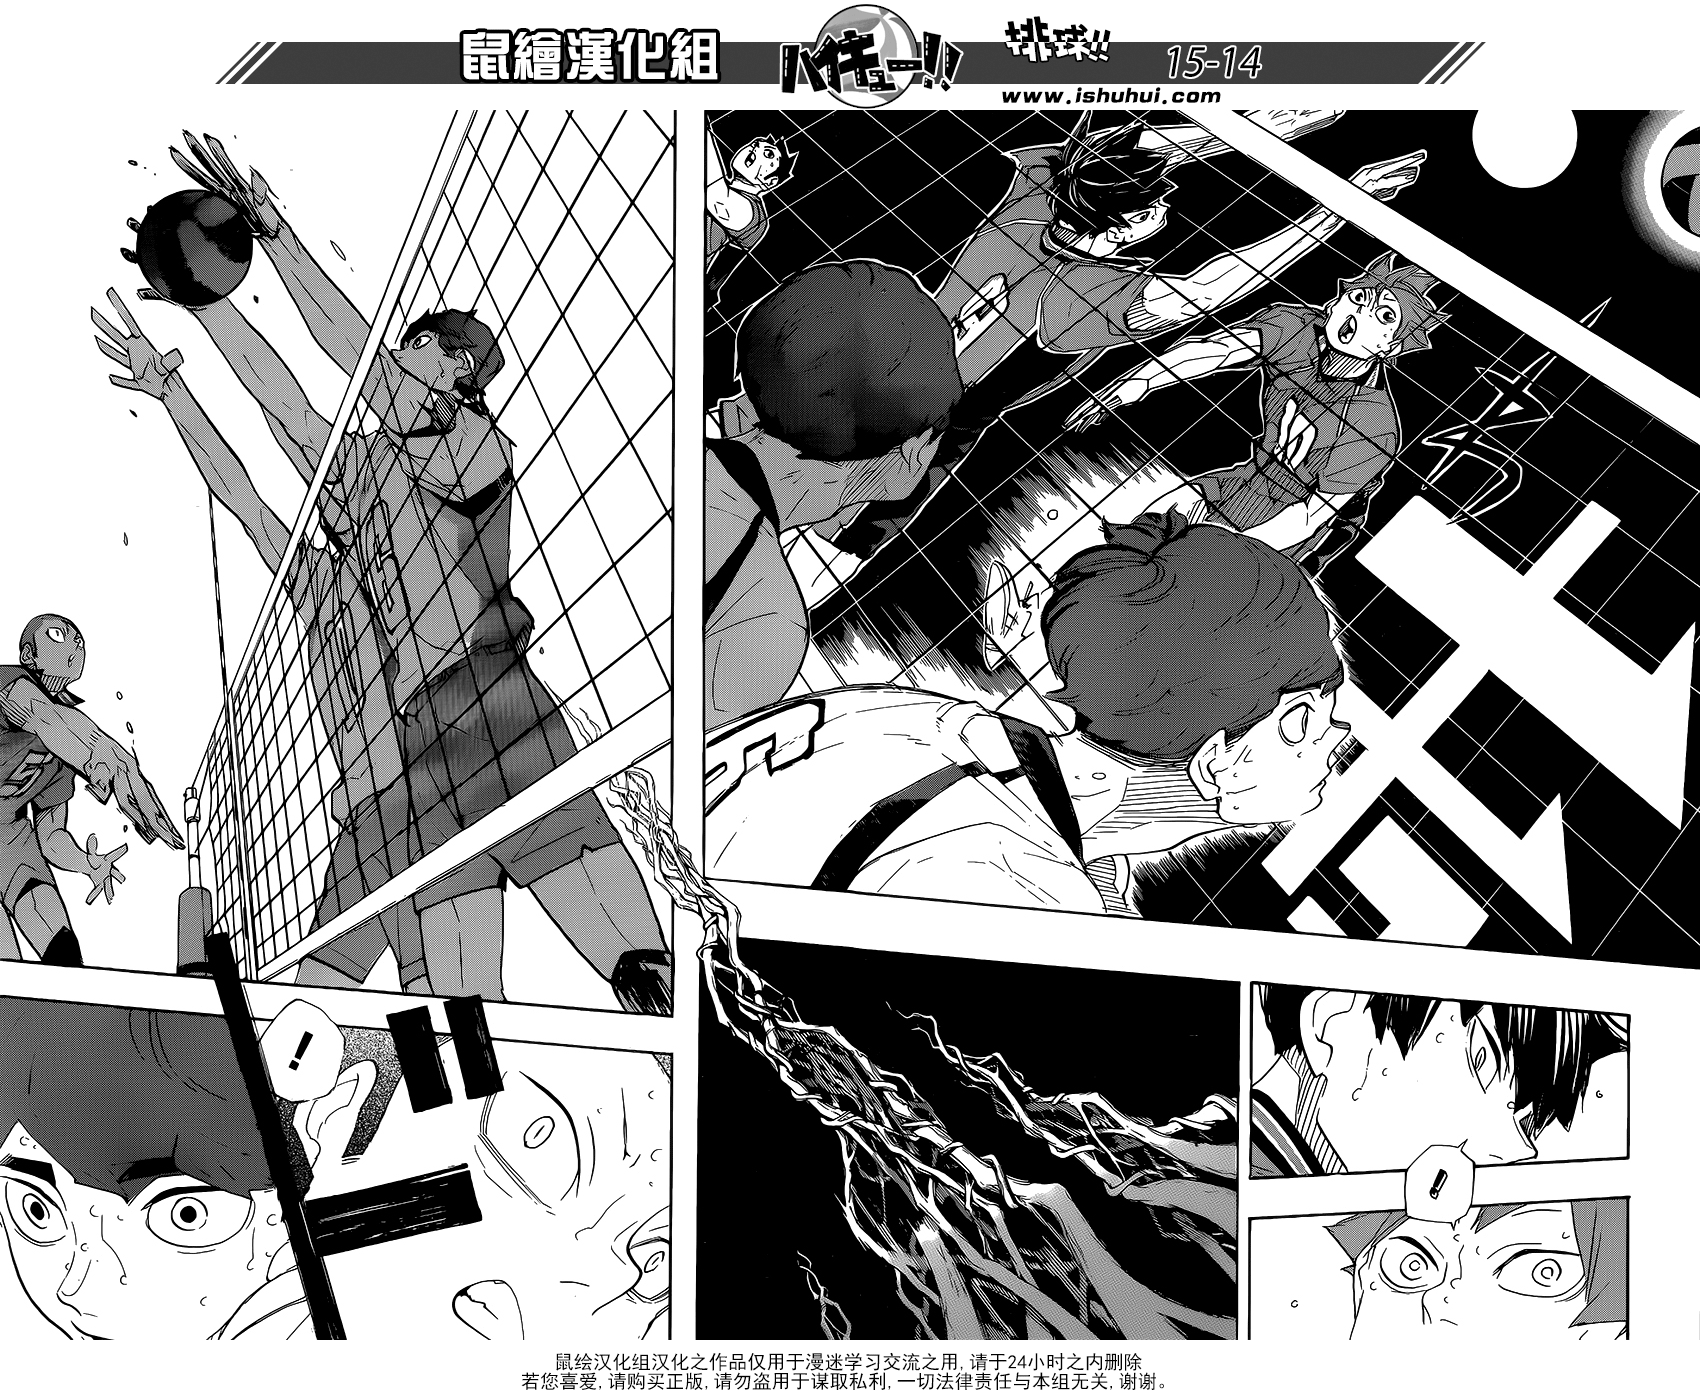 鼠繪漢化組
ハイキュー!!
排球!!
15-14
www.ishuhui.com
!
!
鼠绘汉化组汉化之作品仅用于漫迷学习交流之用,请于24小时之内删除
若您喜爱,请购买正版,请勿盗用于谋取私利,一切法律责任与本组无关,谢谢。